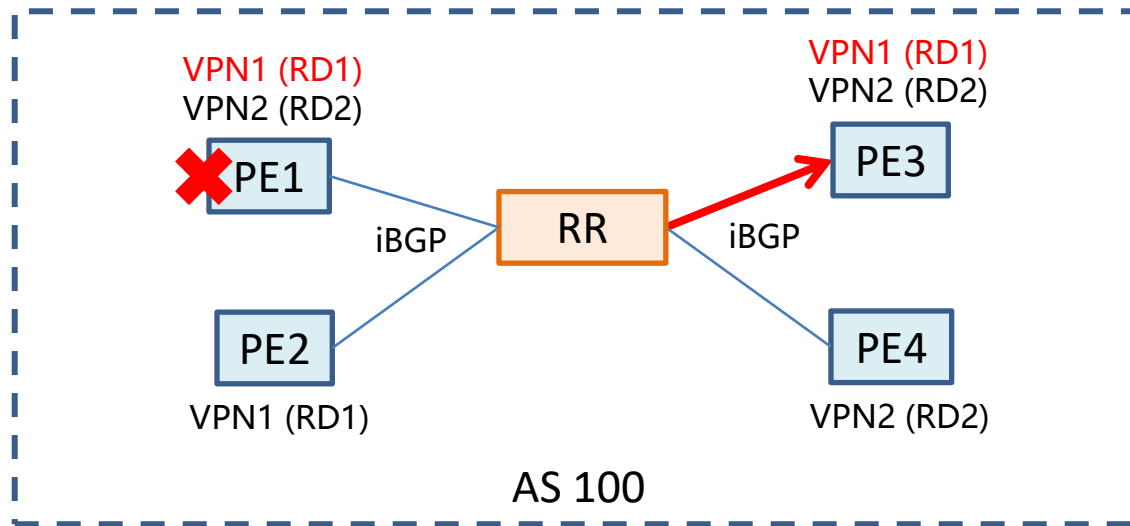 VPN1 (RD1)
VPN2 (RD2)
PE1
VPN1 (RD1)
VPN2 (RD2)
PE3
RR
iBGP
iBGP
PE2
VPN1 (RD1)
PE4
VPN2 (RD2)
AS 100